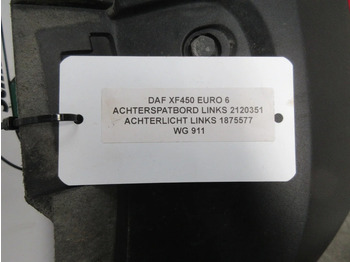 DAF XF450 EURO 6
ACHTERSPATBORD LINKS 2120351
ACHTERLICHT LINKS 1875577
WG 911